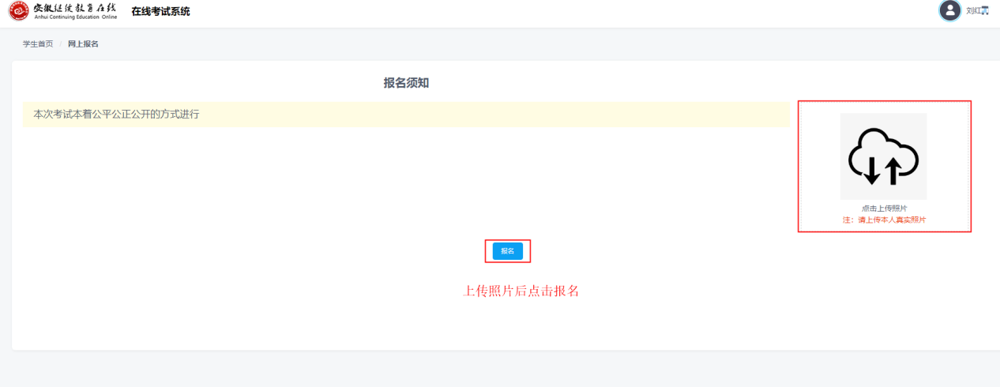 安徽继续教育在线
Anhui Continuing Education Online
在线考试系统
刘红
学生首页 / 网上报名
报名须知
本次考试本着公平公正公开的方式进行
点击上传照片
注：请上传本人真实照片
报名
上传照片后点击报名